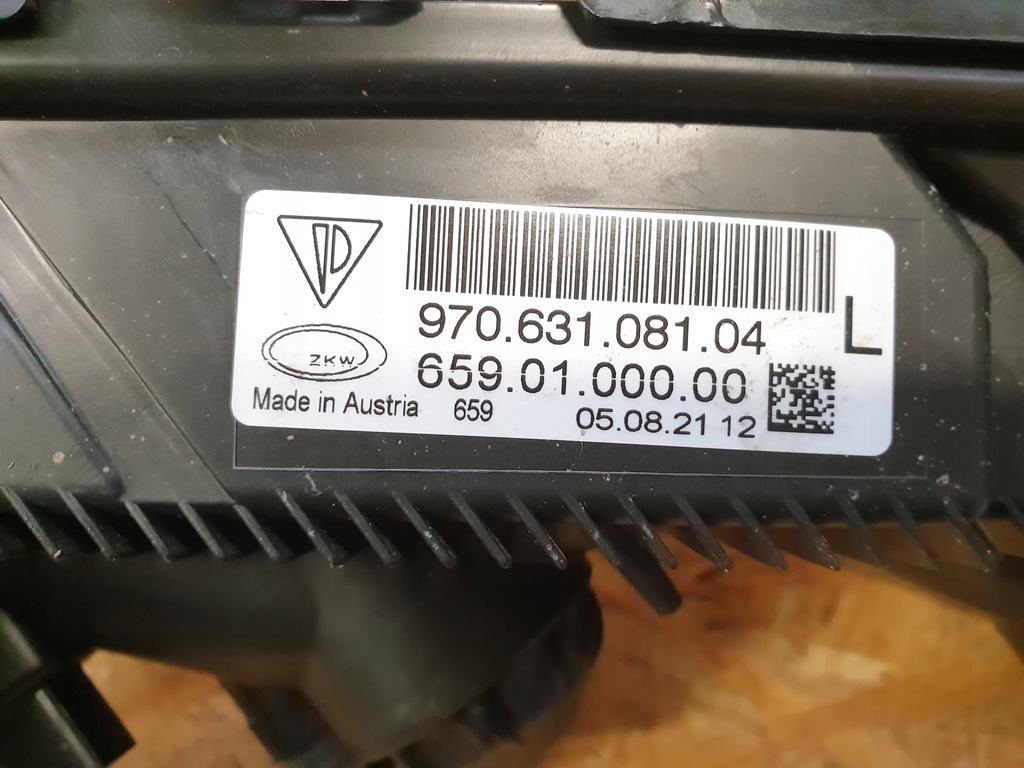 970.631.081.04
L
ZKW
659.01.000.00
Made in Austria 659 05.08.21 12